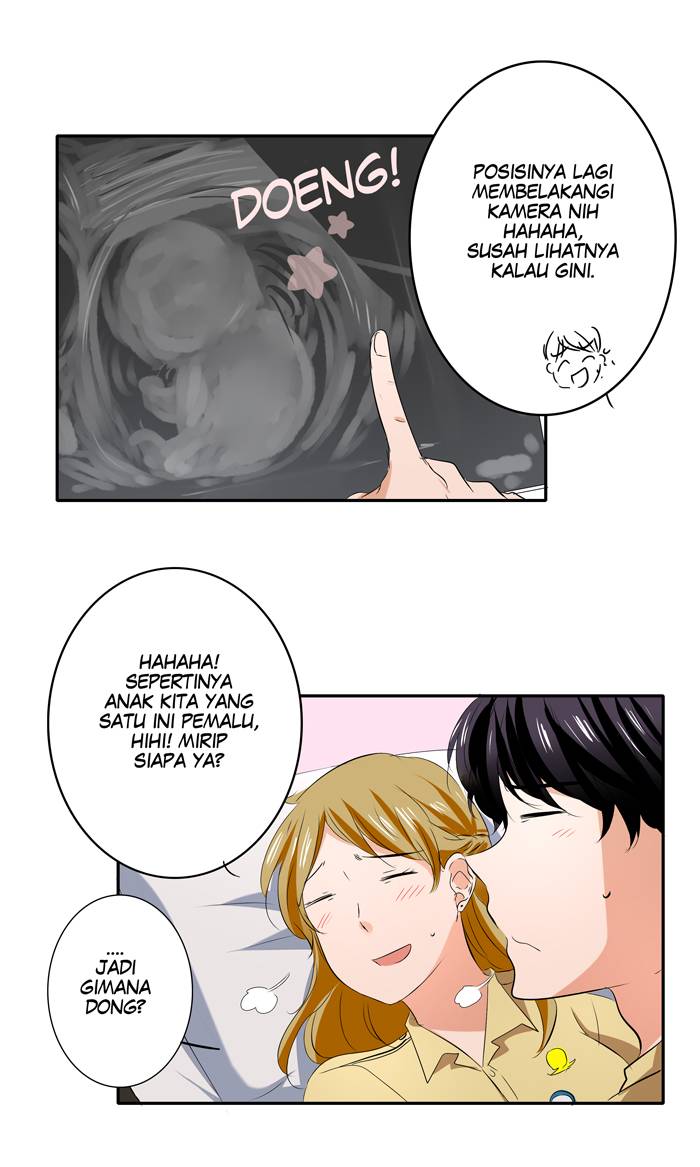 DOENG!
POSISINYA LAGI
MEMBELAKANGI
KAMERA NIH
HAHAHA,
SUSAH LIHATNYA
KALAU GINI.
HAHAHA!
SEPERTINYA
ANAK KITA YANG
SATU INI PEMALU,
HIHI! MIRIP
SIAPA YA?
....
JADI
GIMANA
DONG?